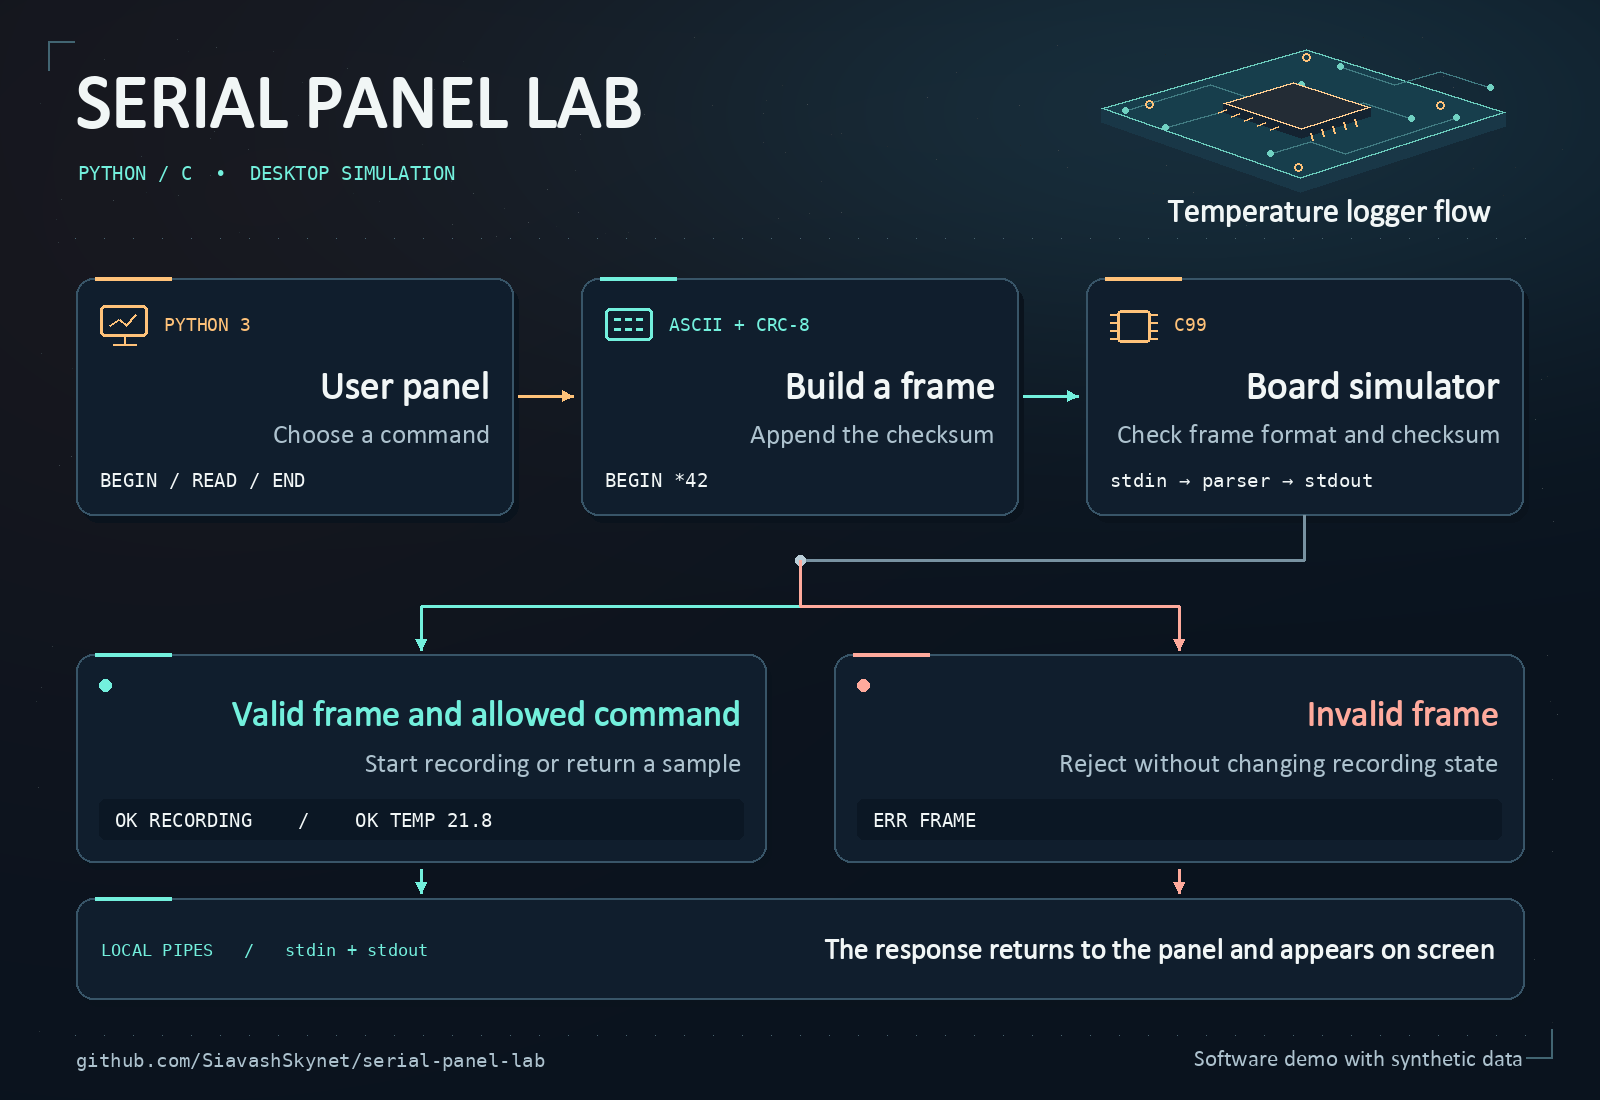 SERIAL PANEL LAB
PYTHON / C • DESKTOP SIMULATION
Temperature logger flow
PYTHON 3
User panel
Choose a command
BEGIN / READ / END
ASCII + CRC-8
Build a frame
Append the checksum
BEGIN *42
C99
Board simulator
Check frame format and checksum
stdin → parser → stdout
Valid frame and allowed command
Start recording or return a sample
OK RECORDING / OK TEMP 21.8
Invalid frame
Reject without changing recording state
ERR FRAME
LOCAL PIPES / stdin + stdout
The response returns to the panel and appears on screen
github.com/SiavashSkynet/serial-panel-lab
Software demo with synthetic data